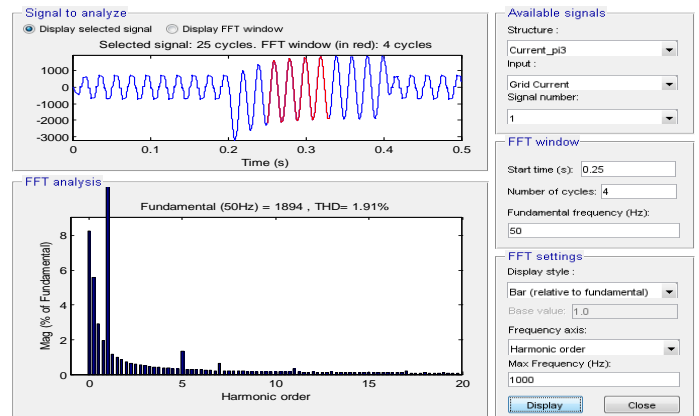 Signal to analyze
Display selected signal Display FFT window
Selected signal: 25 cycles. FFT window (in red): 4 cycles
1000
0
-1000
-2000
-3000
0 0.1 0.2 0.3 0.4 0.5
Time (s)
FFT analysis
Fundamental (50Hz) = 1894 , THD= 1.91%
Mag (% of Fundamental)
8
6
4
2
0
0 5 10 15 20
Harmonic order
Available signals
Structure :
Current_pi3
Input :
Grid Current
Signal number:
1
FFT window
Start time (s): 0.25
Number of cycles: 4
Fundamental frequency (Hz):
50
FFT settings
Display style :
Bar (relative to fundamental)
Base value: 1.0
Frequency axis:
Harmonic order
Max Frequency (Hz):
1000
Display Close